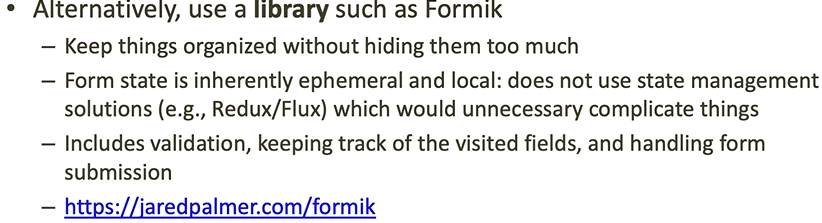 • Alternatively, use a library such as Formik
– Keep things organized without hiding them too much
– Form state is inherently ephemeral and local: does not use state management
solutions (e.g., Redux/Flux) which would unnecessary complicate things
– Includes validation, keeping track of the visited fields, and handling form
submission
– https://jaredpalmer.com/formik